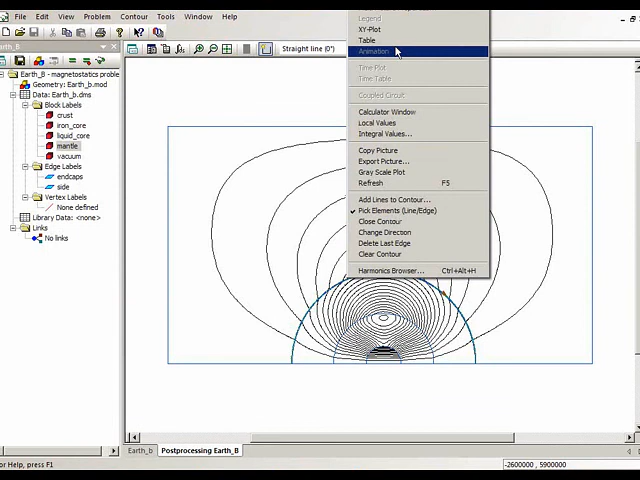 File Edit View Problem Contour Tools Window Help
Straight line (0°)
Earth_B - magnetostatics proble
Geometry: Earth_b.mod
Data: Earth_b.dms
Block Labels
crust
iron_core
liquid_core
mantle
vacuum
Edge Labels
endcaps
side
Vertex Labels
None defined
Library Data: <none>
Links
No links
Legend
XY-Plot
Table
Animation
Time Plot
Time Table
Coupled Circuit
Calculator Window
Local Values
Integral Values...
Copy Picture
Export Picture...
Gray Scale Plot
Refresh F5
Add Lines to Contour...
Pick Elements (Line/Edge)
Close Contour
Change Direction
Delete Last Edge
Clear Contour
Harmonics Browser... Ctrl+Alt+H
Earth_b Postprocessing Earth_B
or Help, press F1
-2600000 , 5900000